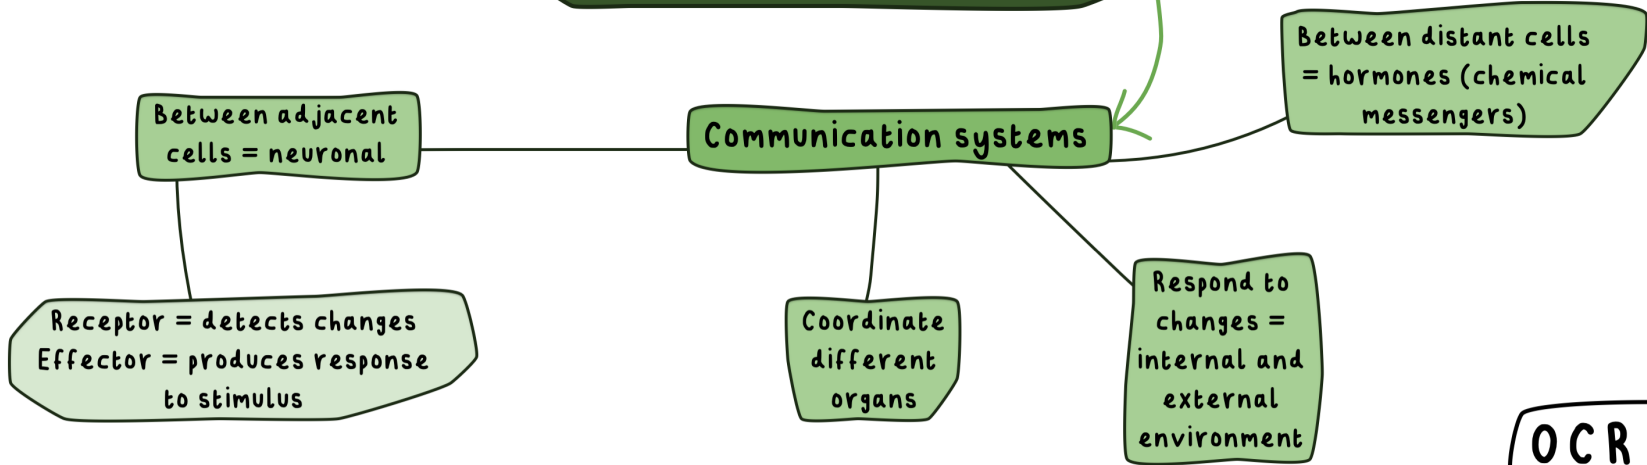 Between distant cells
= hormones (chemical
messengers)
Between adjacent
cells = neuronal
Communication systems
Receptor = detects changes
Effector = produces response
to stimulus
Coordinate
different
organs
Respond to
changes =
internal and
external
environment
OCR